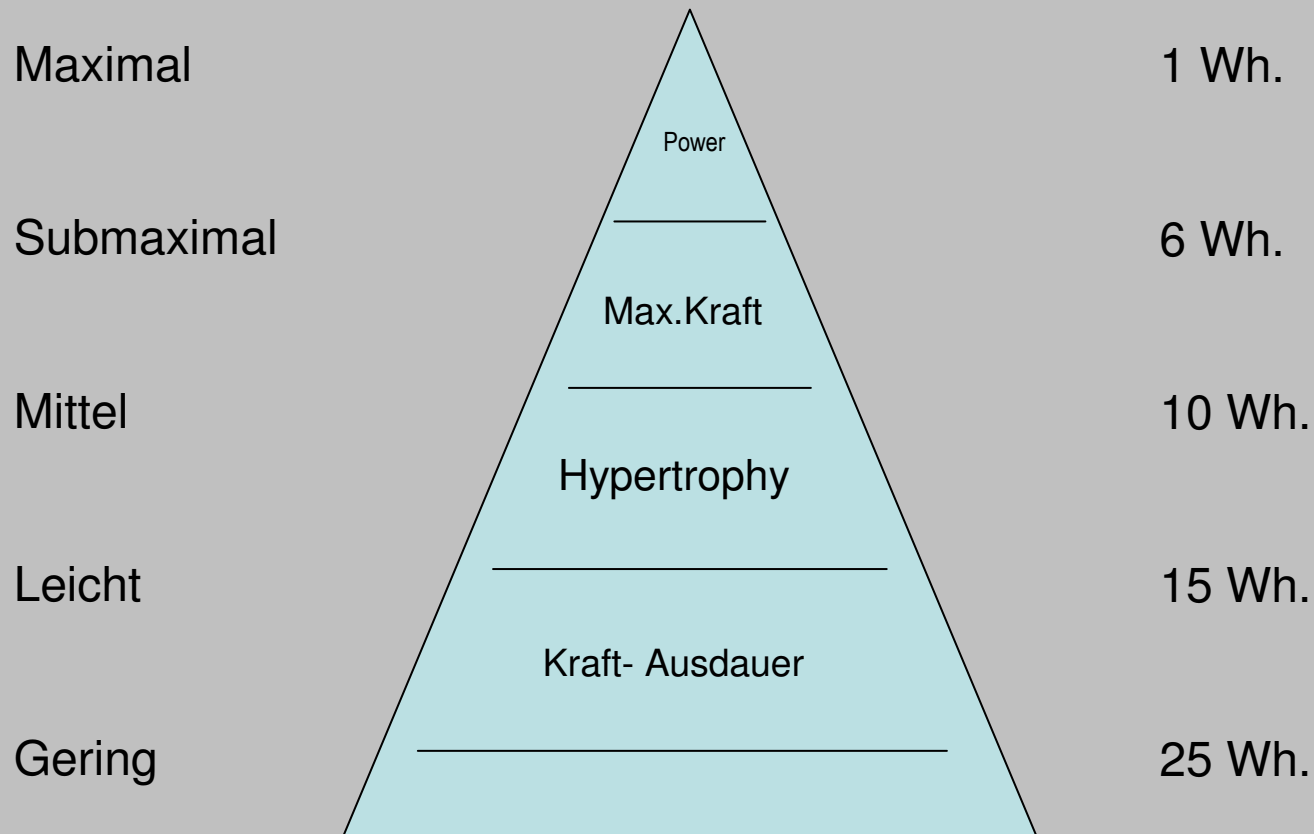 Maximal
1 Wh.
Power
Submaximal
6 Wh.
Max.Kraft
Mittel
10 Wh.
Hypertrophy
Leicht
15 Wh.
Kraft- Ausdauer
Gering
25 Wh.